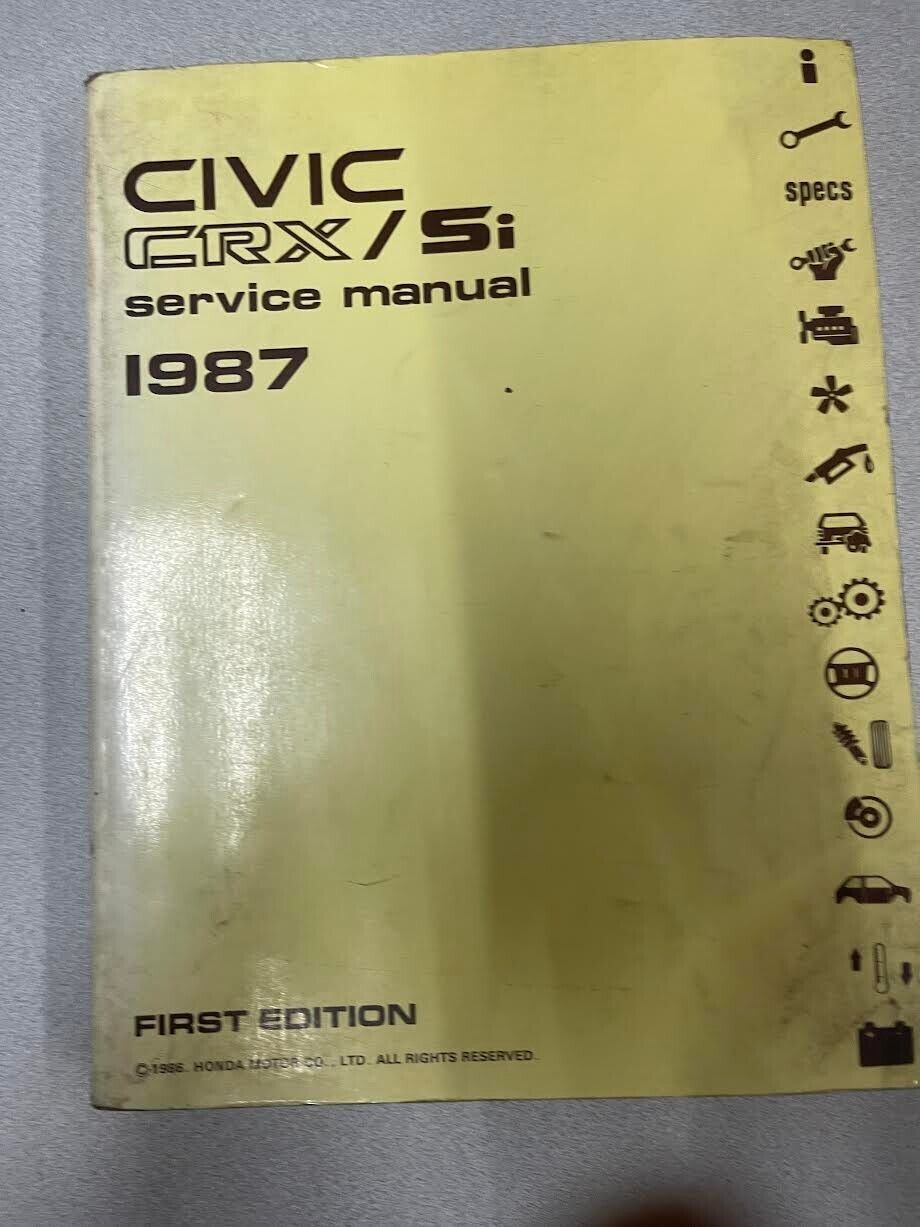 CIVIC
CRX/Si
service manual
1987
specs
FIRST EDITION
©1986. HONDA MOTOR CO., LTD. ALL RIGHTS RESERVED.